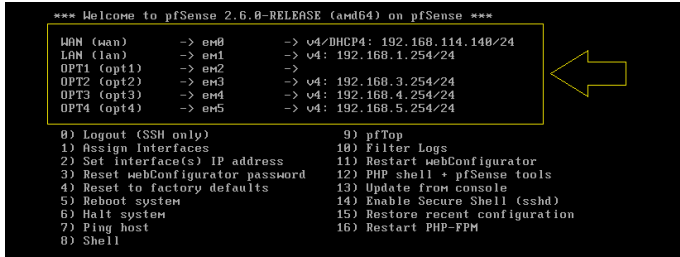 *** Welcome to pfSense 2.6.0-RELEASE (amd64) on pfSense ***
WAN (wan) -> em0 -> v4/DHCP4: 192.168.114.140/24
LAN (lan) -> em1 -> v4: 192.168.1.254/24
OPT1 (opt1) -> em2 ->
OPT2 (opt2) -> em3 -> v4: 192.168.3.254/24
OPT3 (opt3) -> em4 -> v4: 192.168.4.254/24
OPT4 (opt4) -> em5 -> v4: 192.168.5.254/24
0) Logout (SSH only) 9) pfTop
1) Assign Interfaces 10) Filter Logs
2) Set interface(s) IP address 11) Restart webConfigurator
3) Reset webConfigurator password 12) PHP shell + pfSense tools
4) Reset to factory defaults 13) Update from console
5) Reboot system 14) Enable Secure Shell (sshd)
6) Halt system 15) Restore recent configuration
7) Ping host 16) Restart PHP-FPM
8) Shell